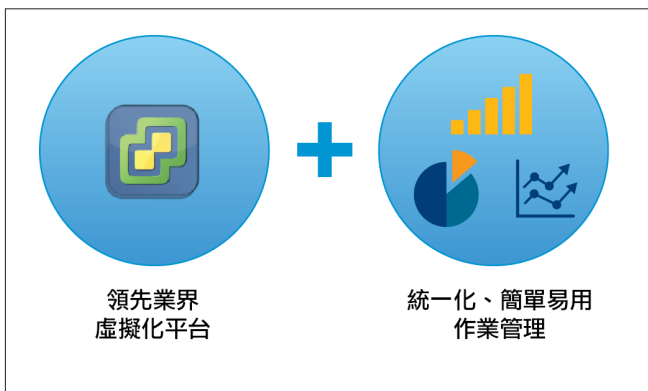 領先業界
虛擬化平台
統一化、簡單易用
作業管理